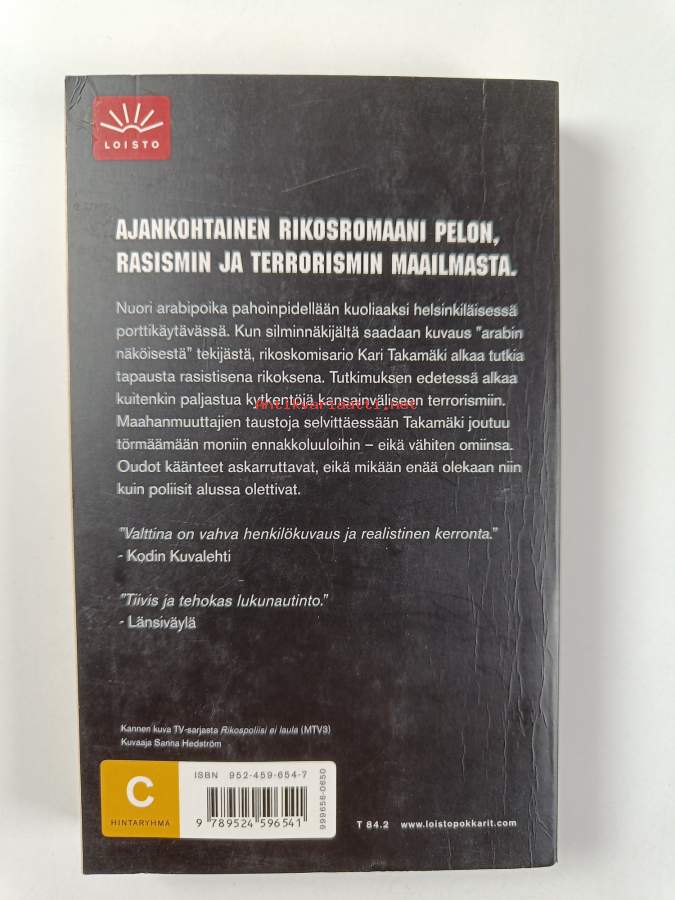 LOISTO
AJANKOHTAINEN RIKOSROMAANI PELON,
RASISMIN JA TERRORISMIN MAAILMASTA.
Nuori arabipoika pahoinpidellään kuoliaaksi helsinkiläisessä
porttikäytävässä. Kun silminnäkijältä saadaan kuvaus "arabin
näköisestä" tekijästä, rikoskomisario Kari Takamäki alkaa tutkia
tapausta rasistisena rikoksena. Tutkimuksen edetessä alkaa
kuitenkin paljastua kytkentöjä kansainväliseen terrorismiin.
Antikvariaatti.net
Maahanmuuttajien taustoja selvittäessään Takamäki joutuu
törmäämään moniin ennakkoluuloihin – eikä vähiten omiinsa.
Oudot käänteet askarruttavat, eikä mikään enää olekaan niin
kuin poliisit alussa olettivat.
"Valttina on vahva henkilökuvaus ja realistinen kerronta."
- Kodin Kuvalehti
"Tiivis ja tehokas lukunautinto."
- Länsiväylä
Kannen kuva TV-sarjasta Rikospoliisi ei laula (MTV3)
Kuvaaja Sanna Hedström
C
HINTARYHMÄ
ISBN 952-459-654-7
9 789524 596541
999656-0650
T 84.2 www.loistopokkarit.com